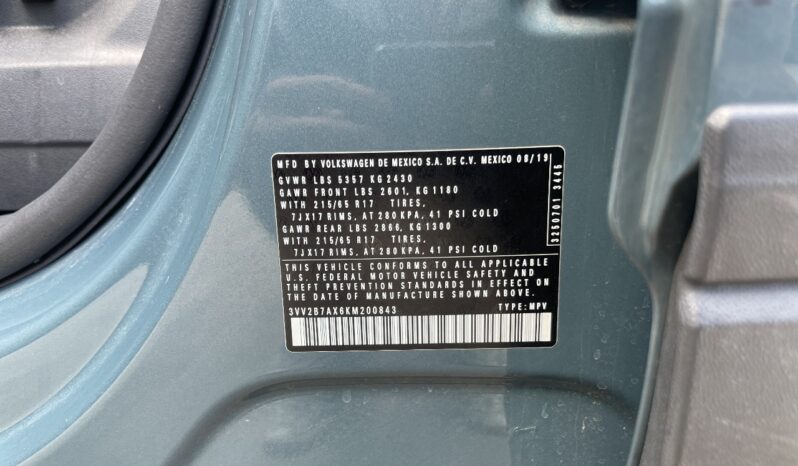 MFD BY VOLKSWAGEN DE MEXICO S.A. DE C.V. MEXICO 08/19
GVWR LBS 5357 KG 2430
GAWR FRONT LBS 2601, KG 1180
WITH 215/65 R17 TIRES,
7JX17 RIMS, AT 280 KPA, 41 PSI COLD
GAWR REAR LBS 2866, KG 1300
WITH 215/65 R17 TIRES,
7JX17 RIMS, AT 280 KPA, 41 PSI COLD
THIS VEHICLE CONFORMS TO ALL APPLICABLE
U.S. FEDERAL MOTOR VEHICLE SAFETY AND
THEFT PREVENTION STANDARDS IN EFFECT ON
THE DATE OF MANUFACTURE SHOWN ABOVE.
3VV2B7AX6KM200843 TYPE: MPV
3250701 3445